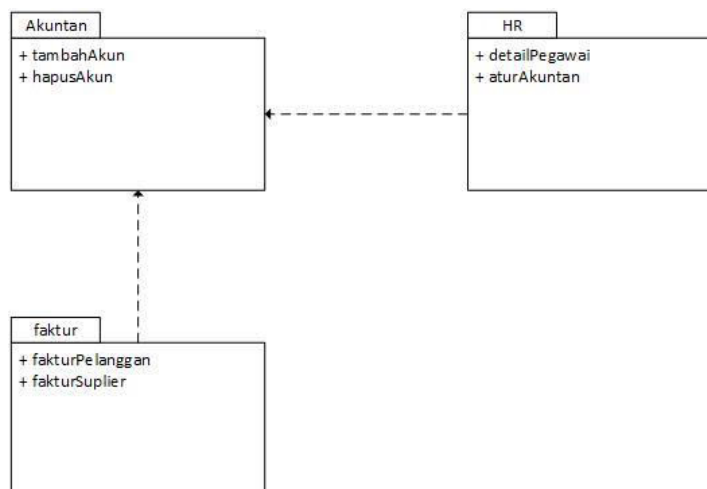 Akuntan
+ tambahAkun
+ hapusAkun
HR
+ detailPegawai
+ aturAkuntan
faktur
+ fakturPelanggan
+ fakturSuplier